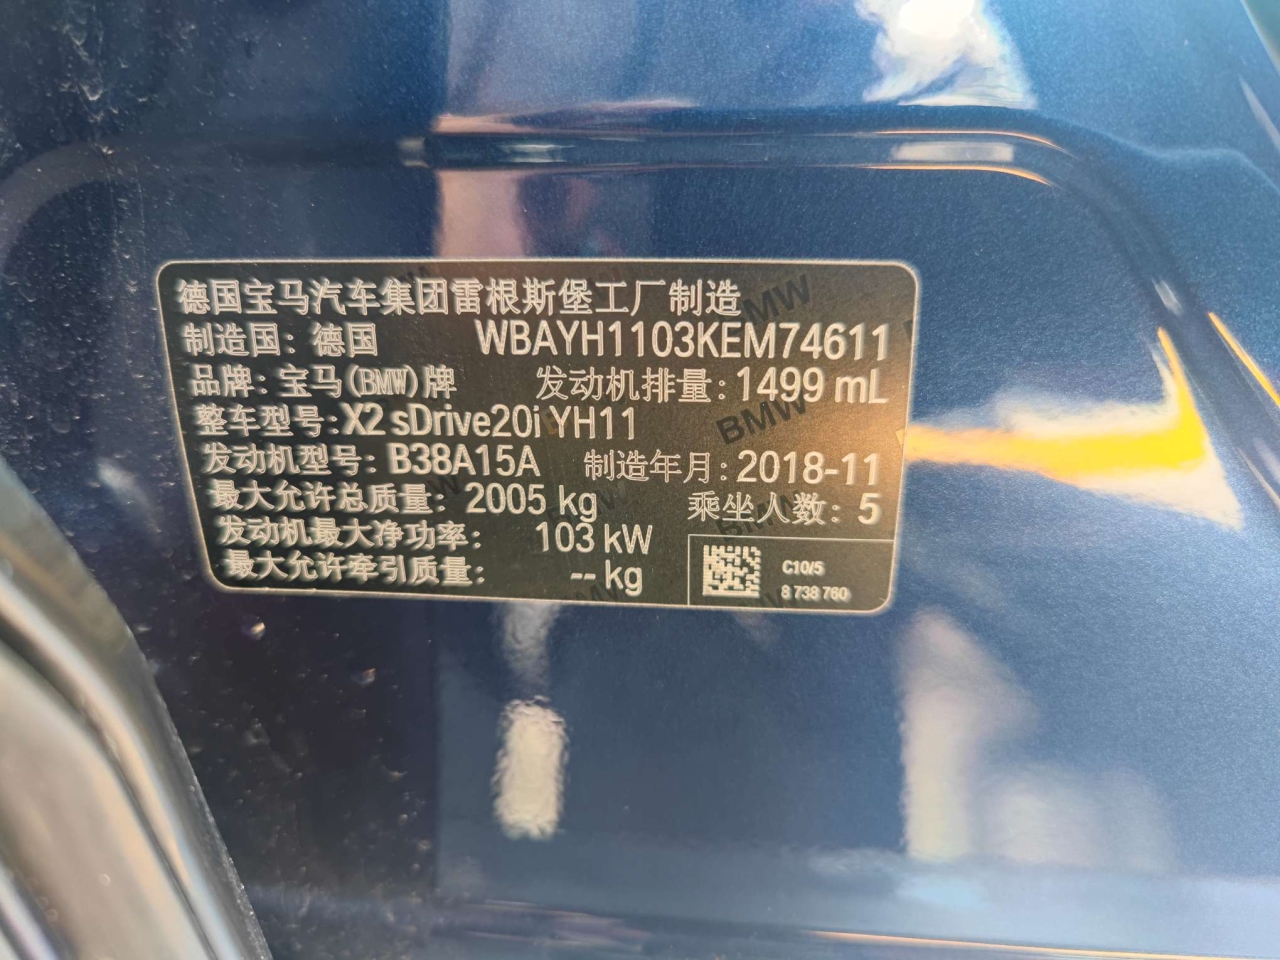 德国宝马汽车集团雷根斯堡工厂制造
制造国：德国 WBAYH1103KEM74611
品牌：宝马(BMW)牌 发动机排量：1499 mL
整车型号：X2 sDrive20i YH11
发动机型号：B38A15A 制造年月：2018-11
最大允许总质量：2005 kg 乘坐人数：5
发动机最大净功率： 103 kW
最大允许牵引质量： -- kg
C10/5
8 738 760
BMW
BMW
BMW